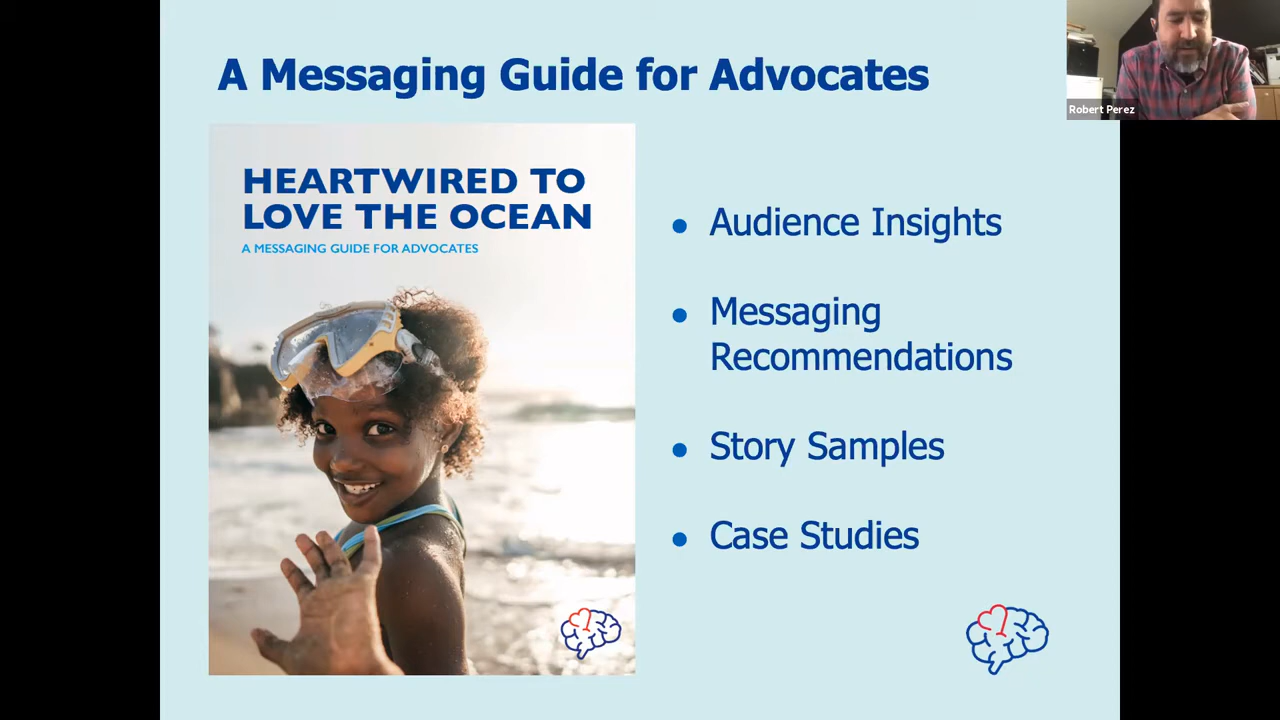 A Messaging Guide for Advocates
Robert Perez
HEARTWIRED TO
LOVE THE OCEAN
A MESSAGING GUIDE FOR ADVOCATES
• Audience Insights
• Messaging
Recommendations
• Story Samples
• Case Studies